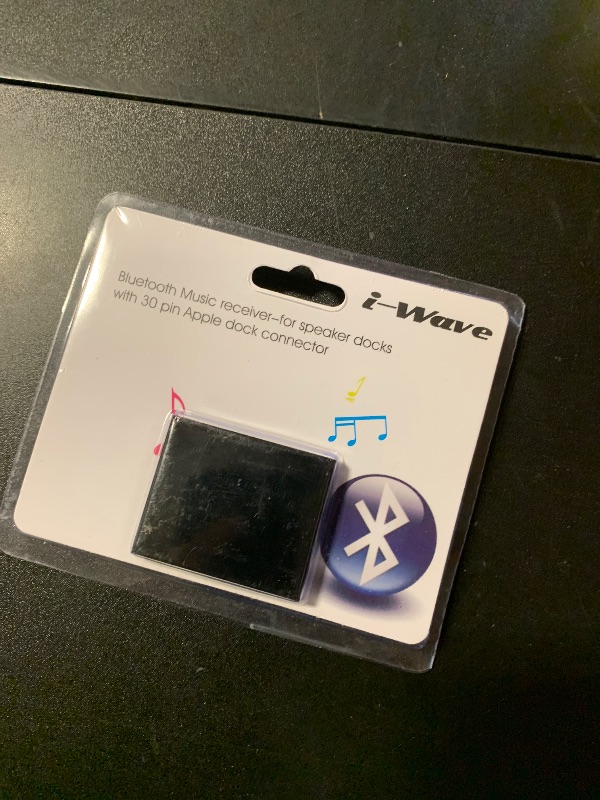 i-Wave
Bluetooth Music receiver-for speaker docks
with 30 pin Apple dock connector